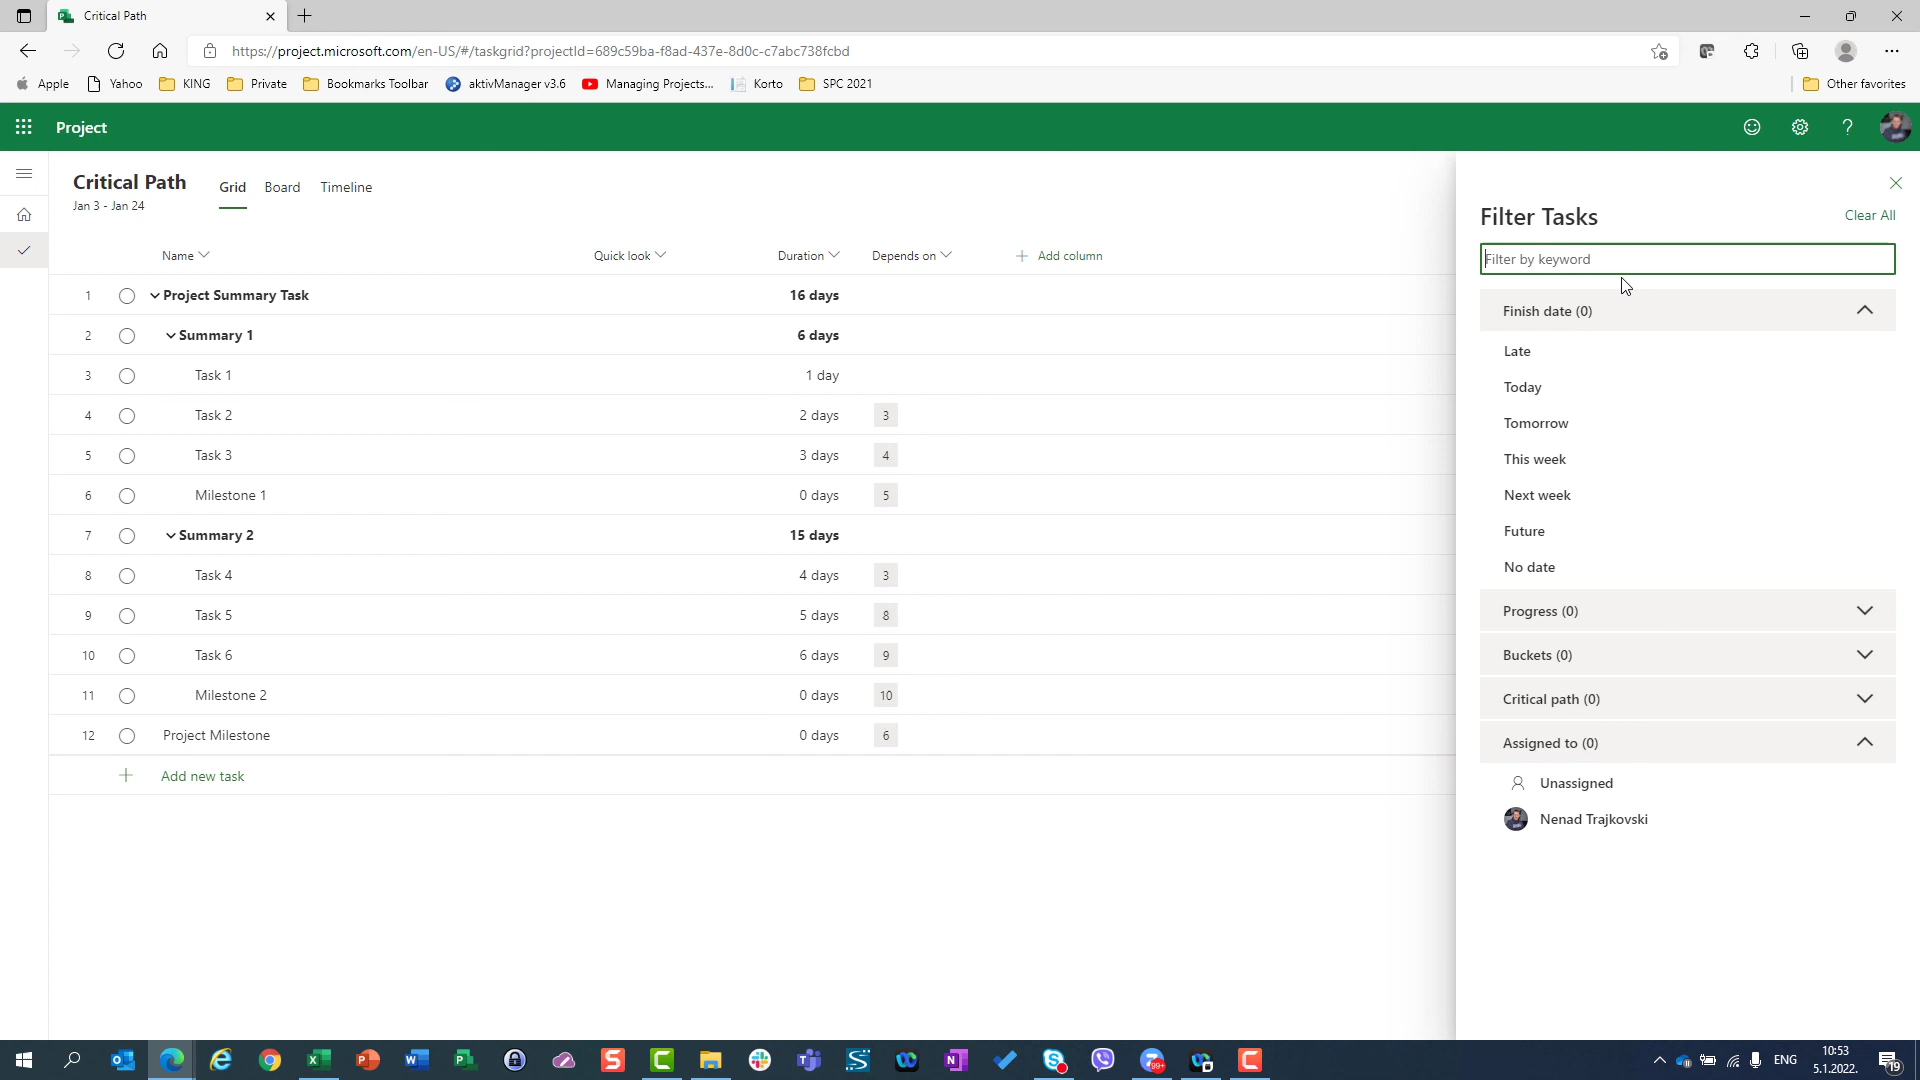 Critical Path
https://project.microsoft.com/en-US/#/taskgrid?projectId=689c59ba-f8ad-437e-8d0c-c7abc738fcbd
Apple Yahoo KING Private Bookmarks Toolbar aktivManager v3.6 Managing Projects... Korto SPC 2021 Other favorites
Project
Critical Path
Jan 3 - Jan 24
Grid Board Timeline
Name Quick look Duration Depends on Add column
1 Project Summary Task 16 days
2 Summary 1 6 days
3 Task 1 1 day
4 Task 2 2 days 3
5 Task 3 3 days 4
6 Milestone 1 0 days 5
7 Summary 2 15 days
8 Task 4 4 days 3
9 Task 5 5 days 8
10 Task 6 6 days 9
11 Milestone 2 0 days 10
12 Project Milestone 0 days 6
Add new task
Filter Tasks Clear All
Filter by keyword
Finish date (0)
Late
Today
Tomorrow
This week
Next week
Future
No date
Progress (0)
Buckets (0)
Critical path (0)
Assigned to (0)
Unassigned
Nenad Trajkovski
99+
ENG
10:53
5.1.2022.
19